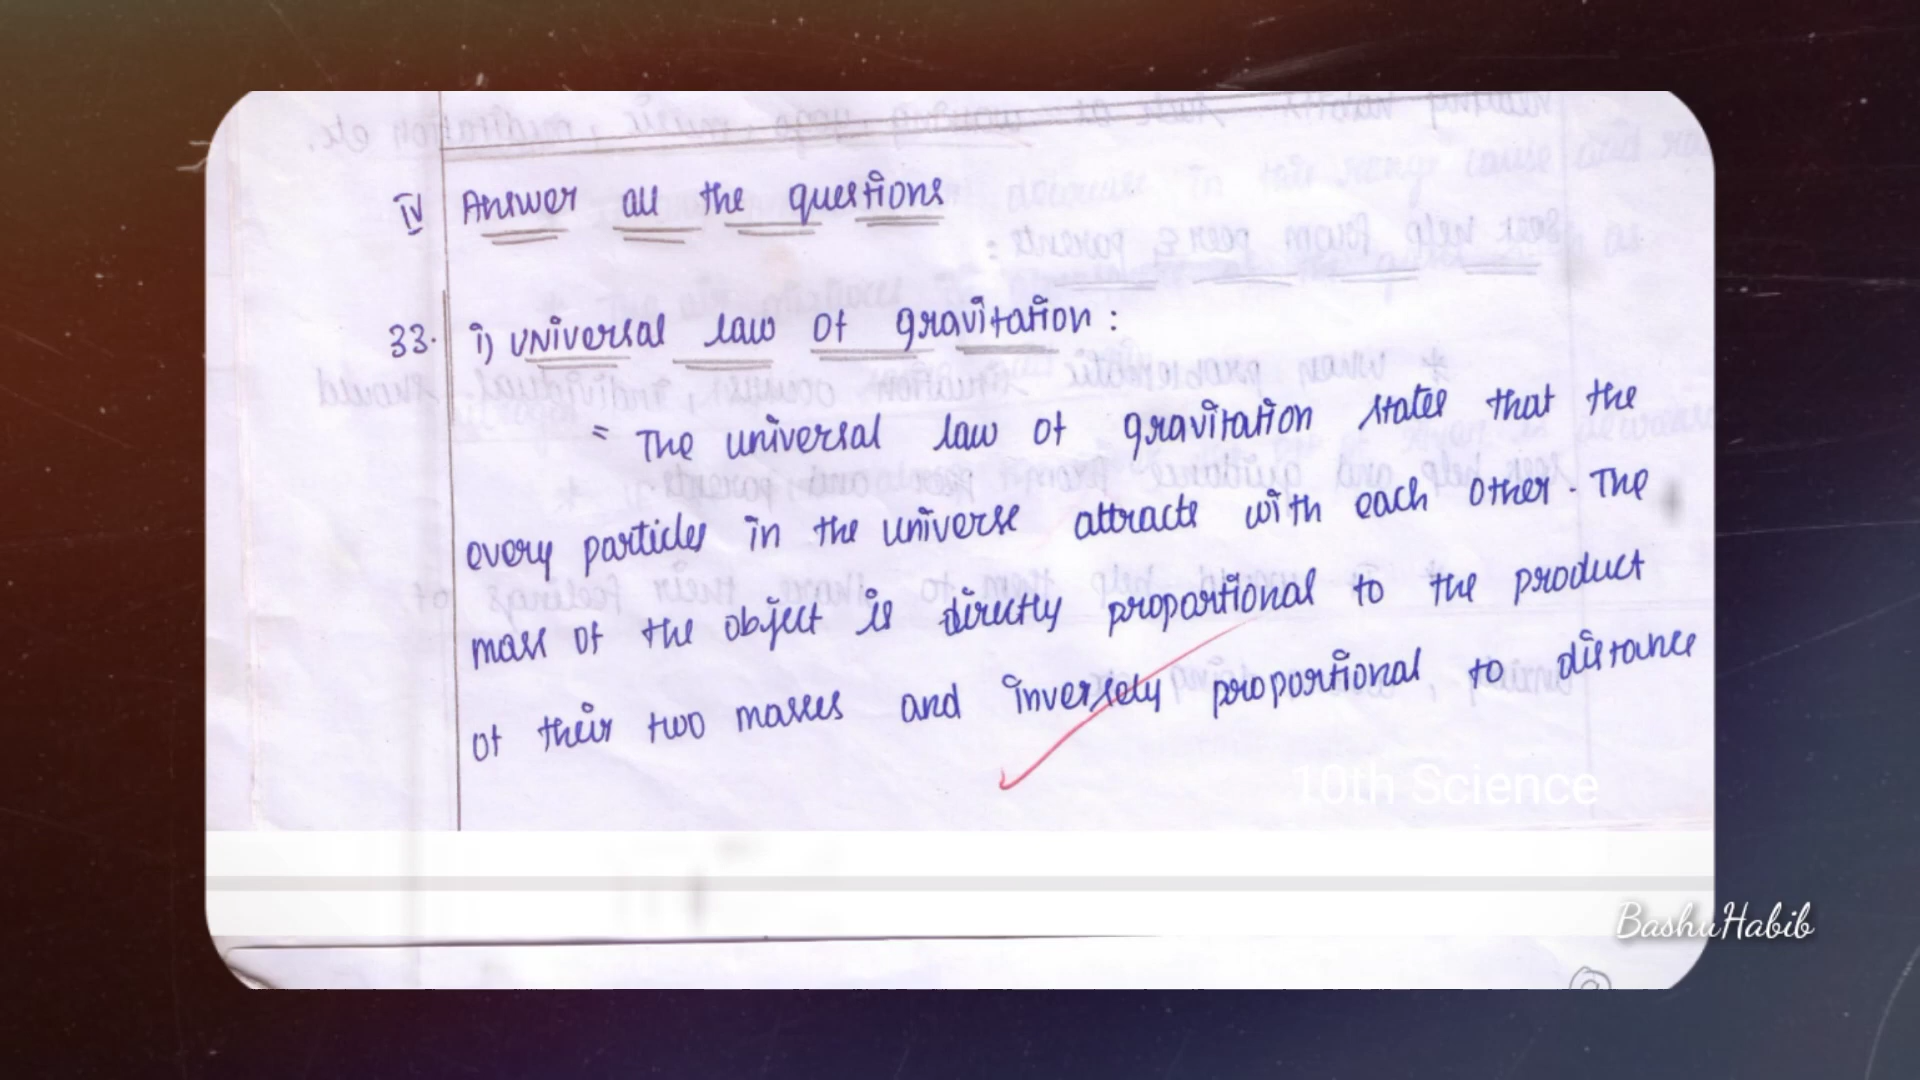 iv Answer all the questions
33. i) universal law of gravitation :
= The universal law of gravitation states that the
every particles in the universe attracts with each other. The
mass of the object is directly proportional to the product
of their two masses and inversely proportional to distance
10th Science
BashuHabib